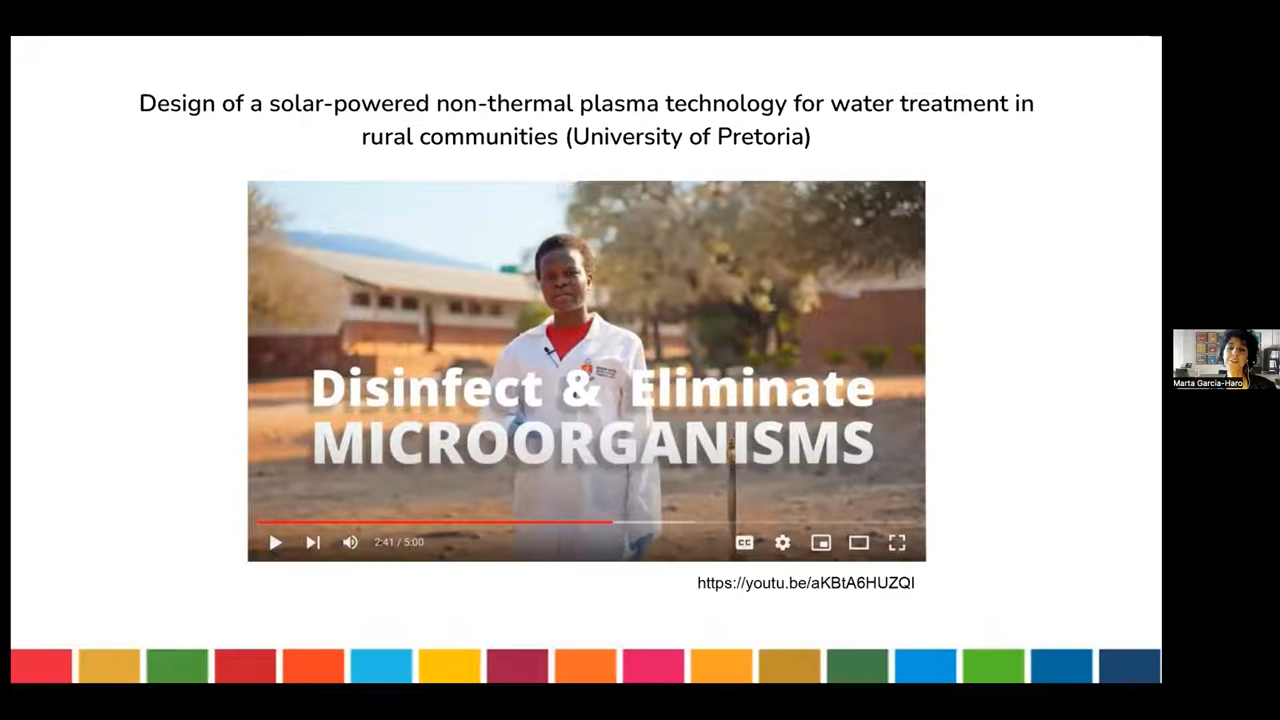 Design of a solar-powered non-thermal plasma technology for water treatment in
rural communities (University of Pretoria)
Disinfect & Eliminate
MICROORGANISMS
2:41 / 5:00
CC
https://youtu.be/aKBtA6HUZQI
Marta Garcia-Haro